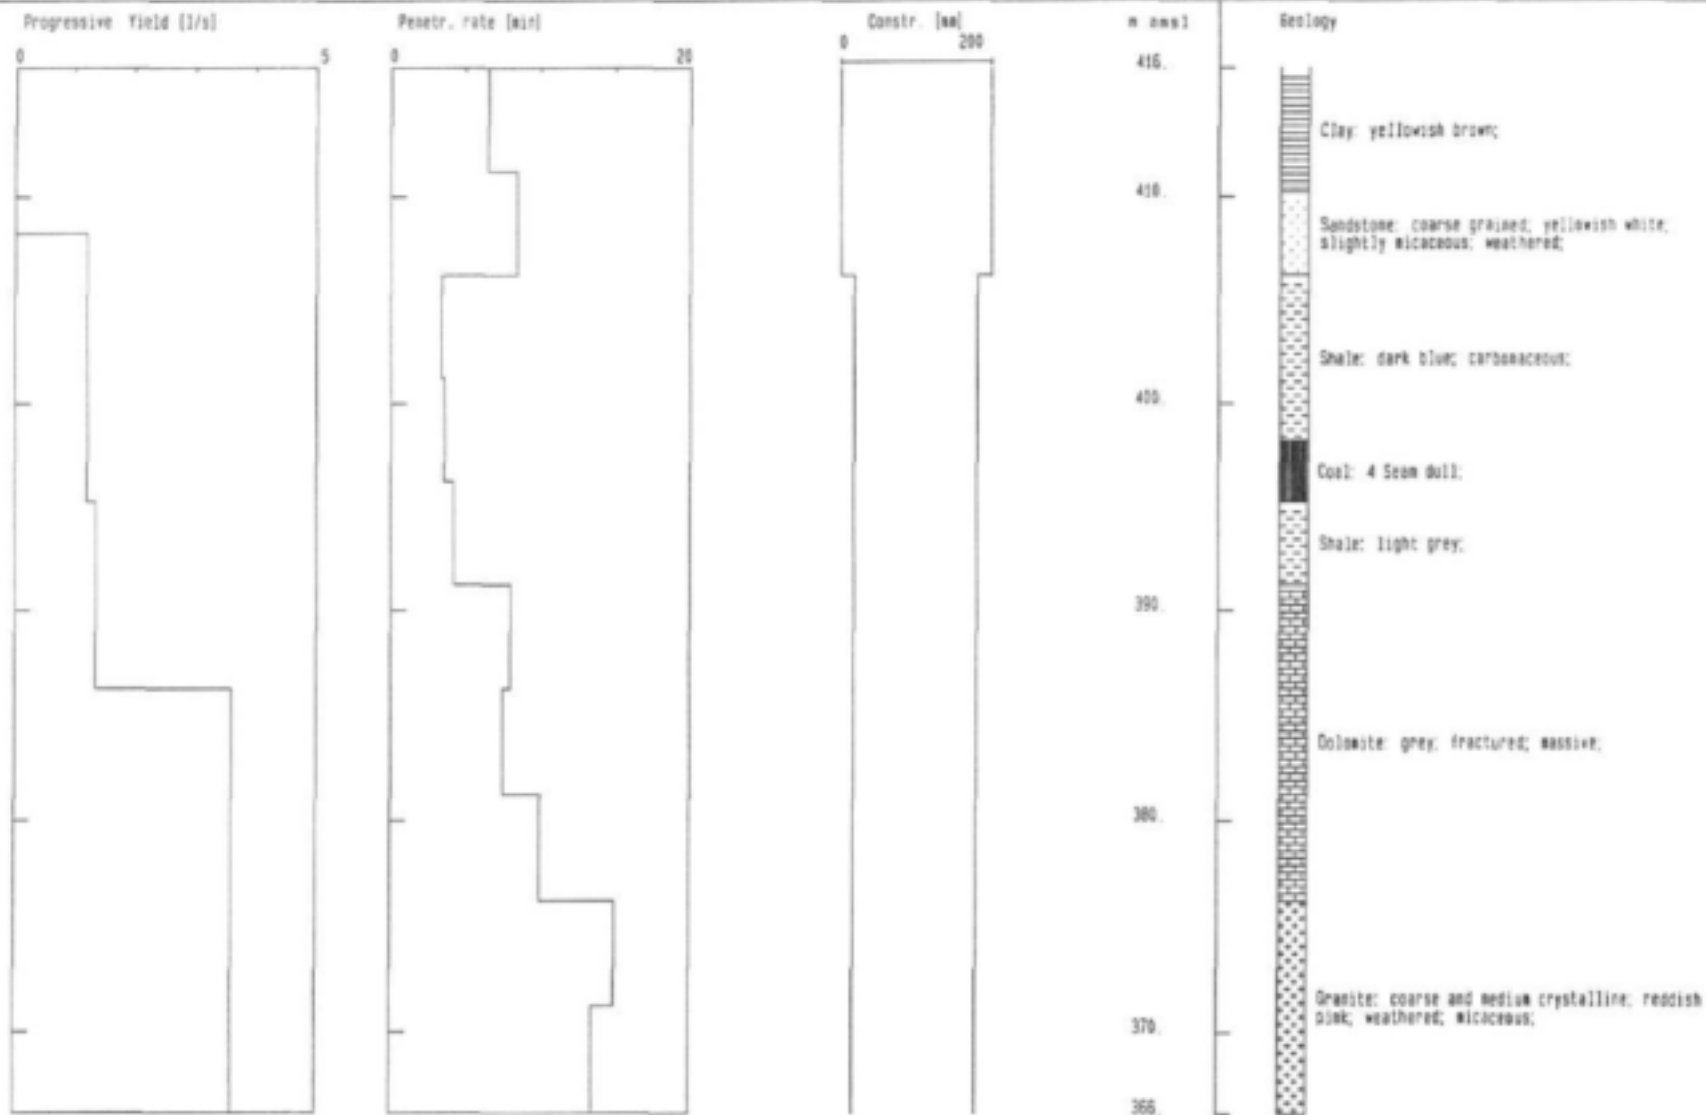 Progressive Yield [l/s]
Penetr. rate [min]
Constr. [mm]
m amsl
Geology
0
5
0
20
0
200
416.
Clay: yellowish brown;
410.
Sandstone: coarse grained; yellowish white;
slightly micaceous; weathered;
Shale: dark blue; carbonaceous;
400.
Coal: 4 Seam dull;
Shale: light grey;
390.
Dolomite: grey; fractured; massive;
380.
Granite: coarse and medium crystalline; reddish
pink; weathered; micaceous;
370.
366.